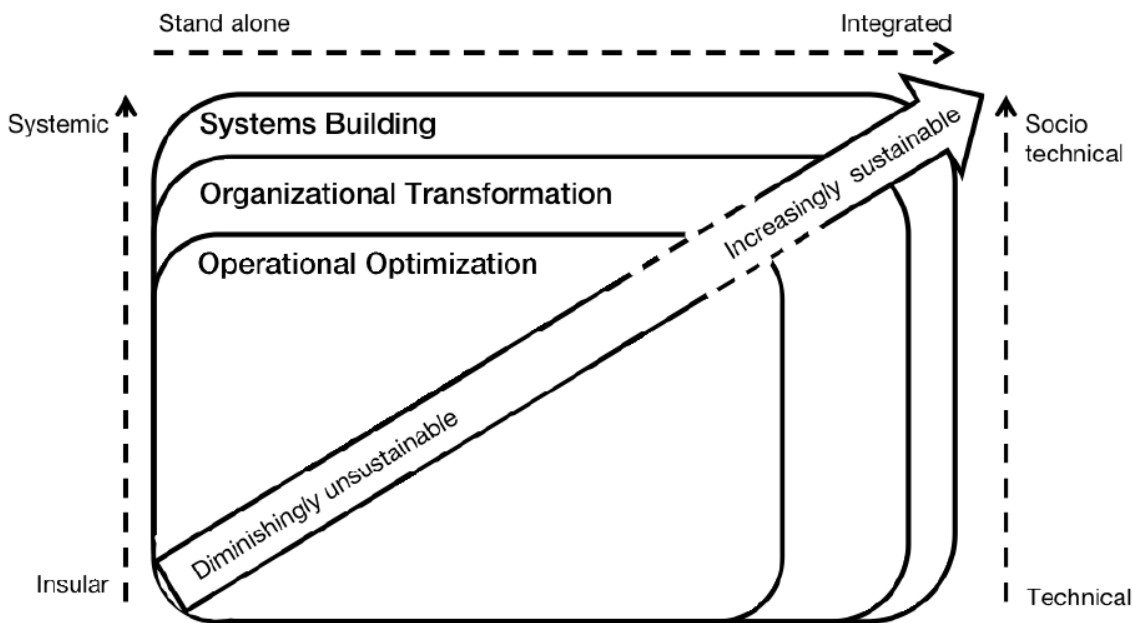 Stand alone
Integrated
Systemic
Systems Building
Socio
technical
Organizational Transformation
Increasingly sustainable
Operational Optimization
Diminishingly unsustainable
Insular
Technical